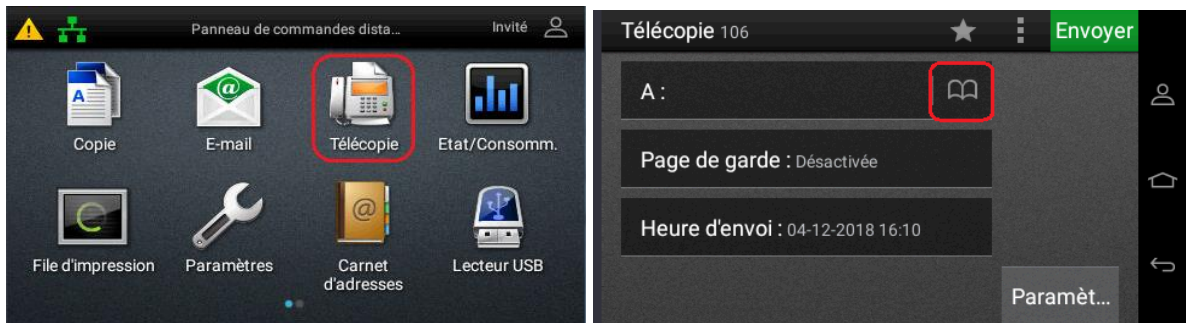 Panneau de commandes dista...
Invité
Copie
E-mail
Télécopie
Etat/Consomm.
File d'impression
Paramètres
Carnet
d'adresses
Lecteur USB
Télécopie 106
Envoyer
A :
Page de garde : Désactivée
Heure d'envoi : 04-12-2018 16:10
Paramèt...